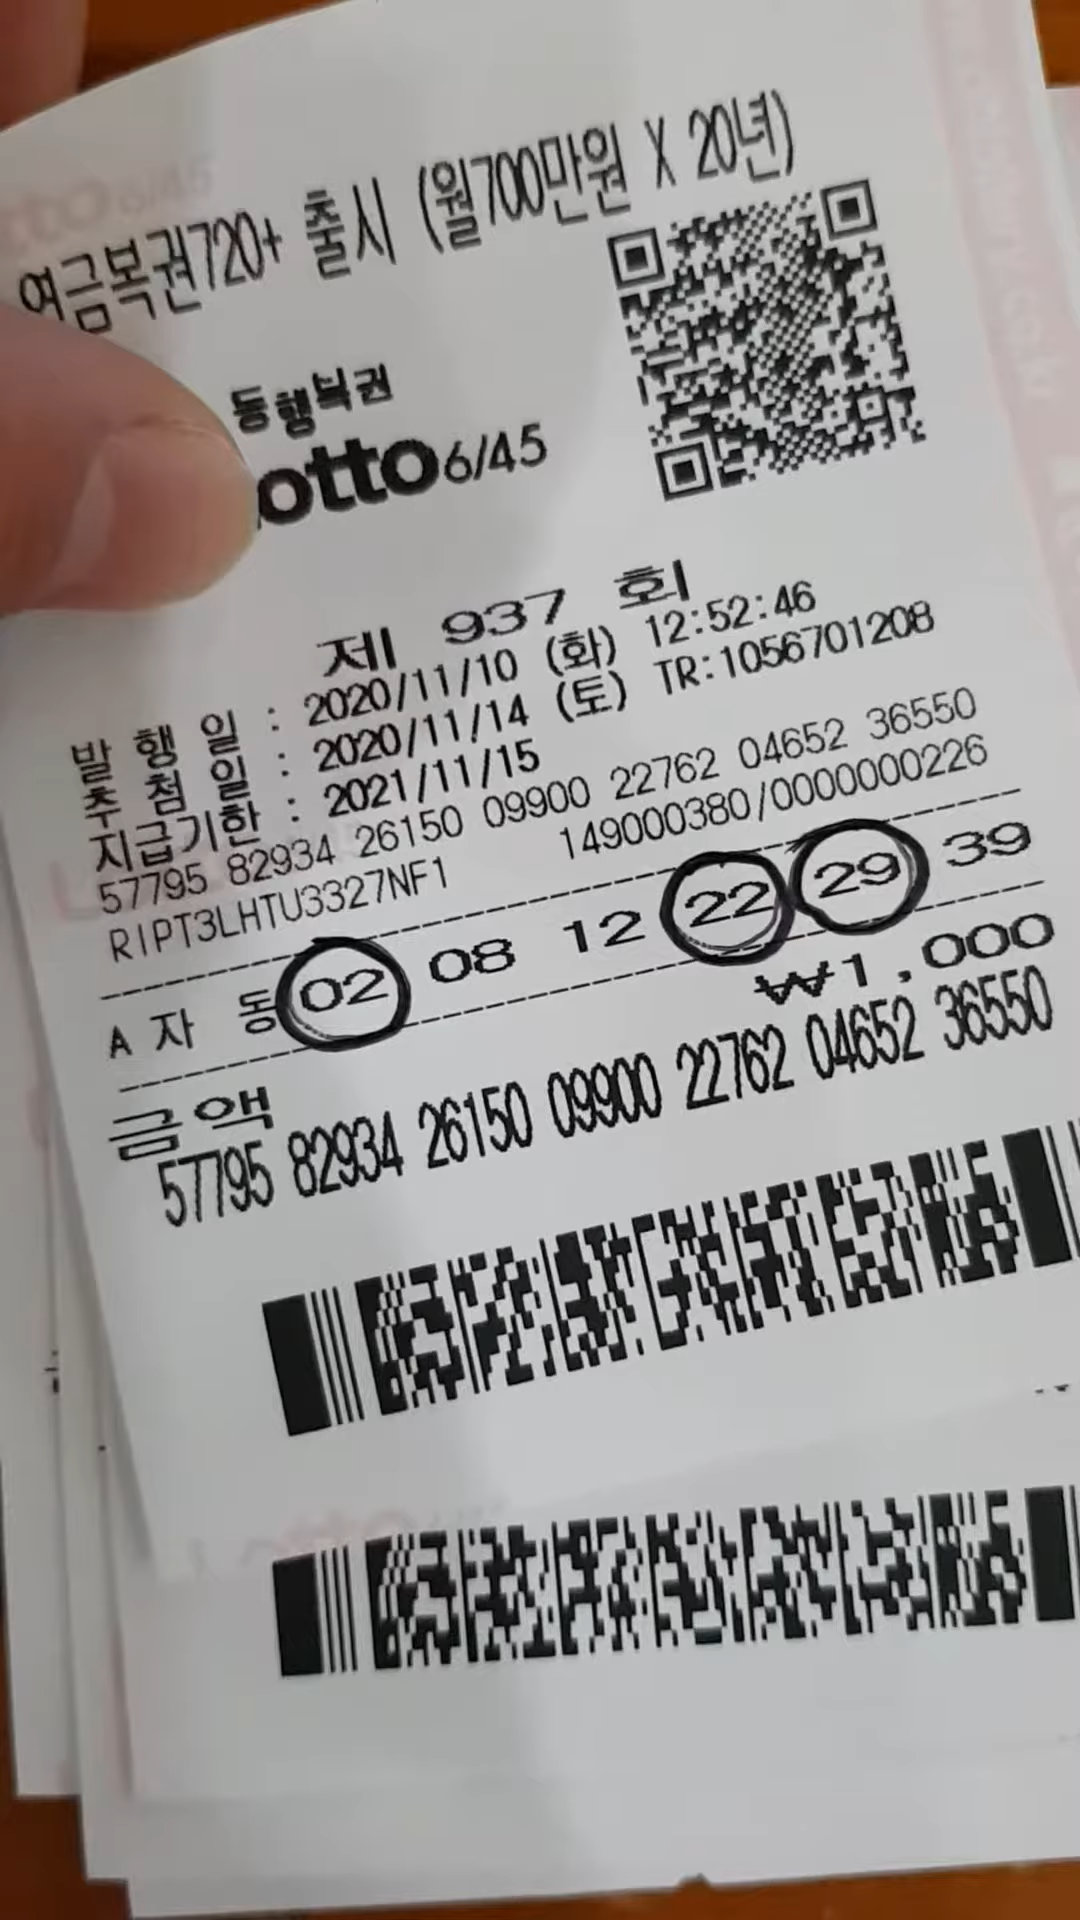 연금복권720+ 출시 (월700만원 X 20년)
동행복권
otto6/45
제 937 회
발 행 일 : 2020/11/10 (화) 12:52:46
추 첨 일 : 2020/11/14 (토) TR:1056701208
지급기한 : 2021/11/15
57795 82934 26150 09900 22762 04652 36550
RIPT3LHTU3327NF1 149000380/0000000226
A 자 동 02 08 12 22 29 39
금액 ₩1,000
57795 82934 26150 09900 22762 04652 36550